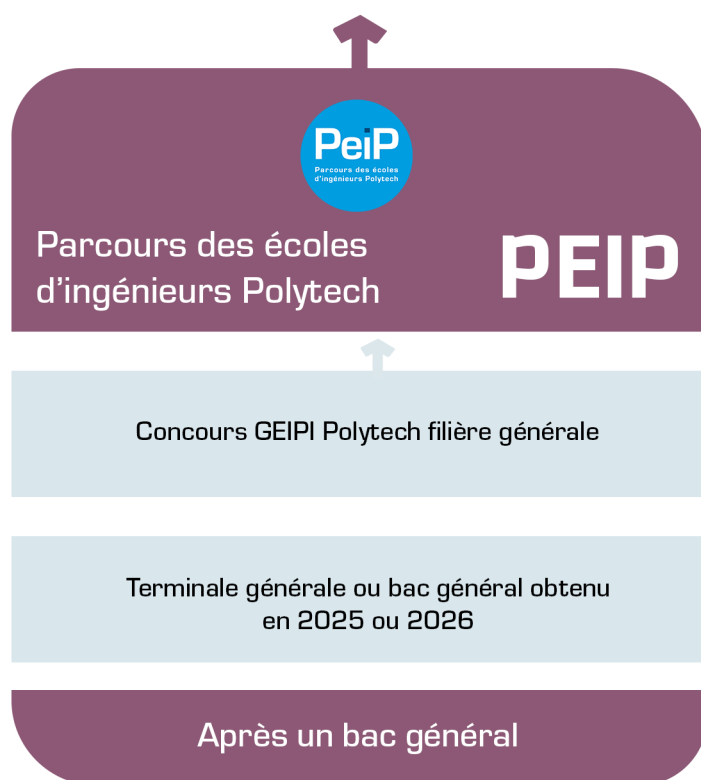 PeiP
Parcours des écoles
d'ingénieurs Polytech
Parcours des écoles
d'ingénieurs Polytech
PEIP
Concours GEIPI Polytech filière générale
Terminale générale ou bac général obtenu
en 2025 ou 2026
Après un bac général